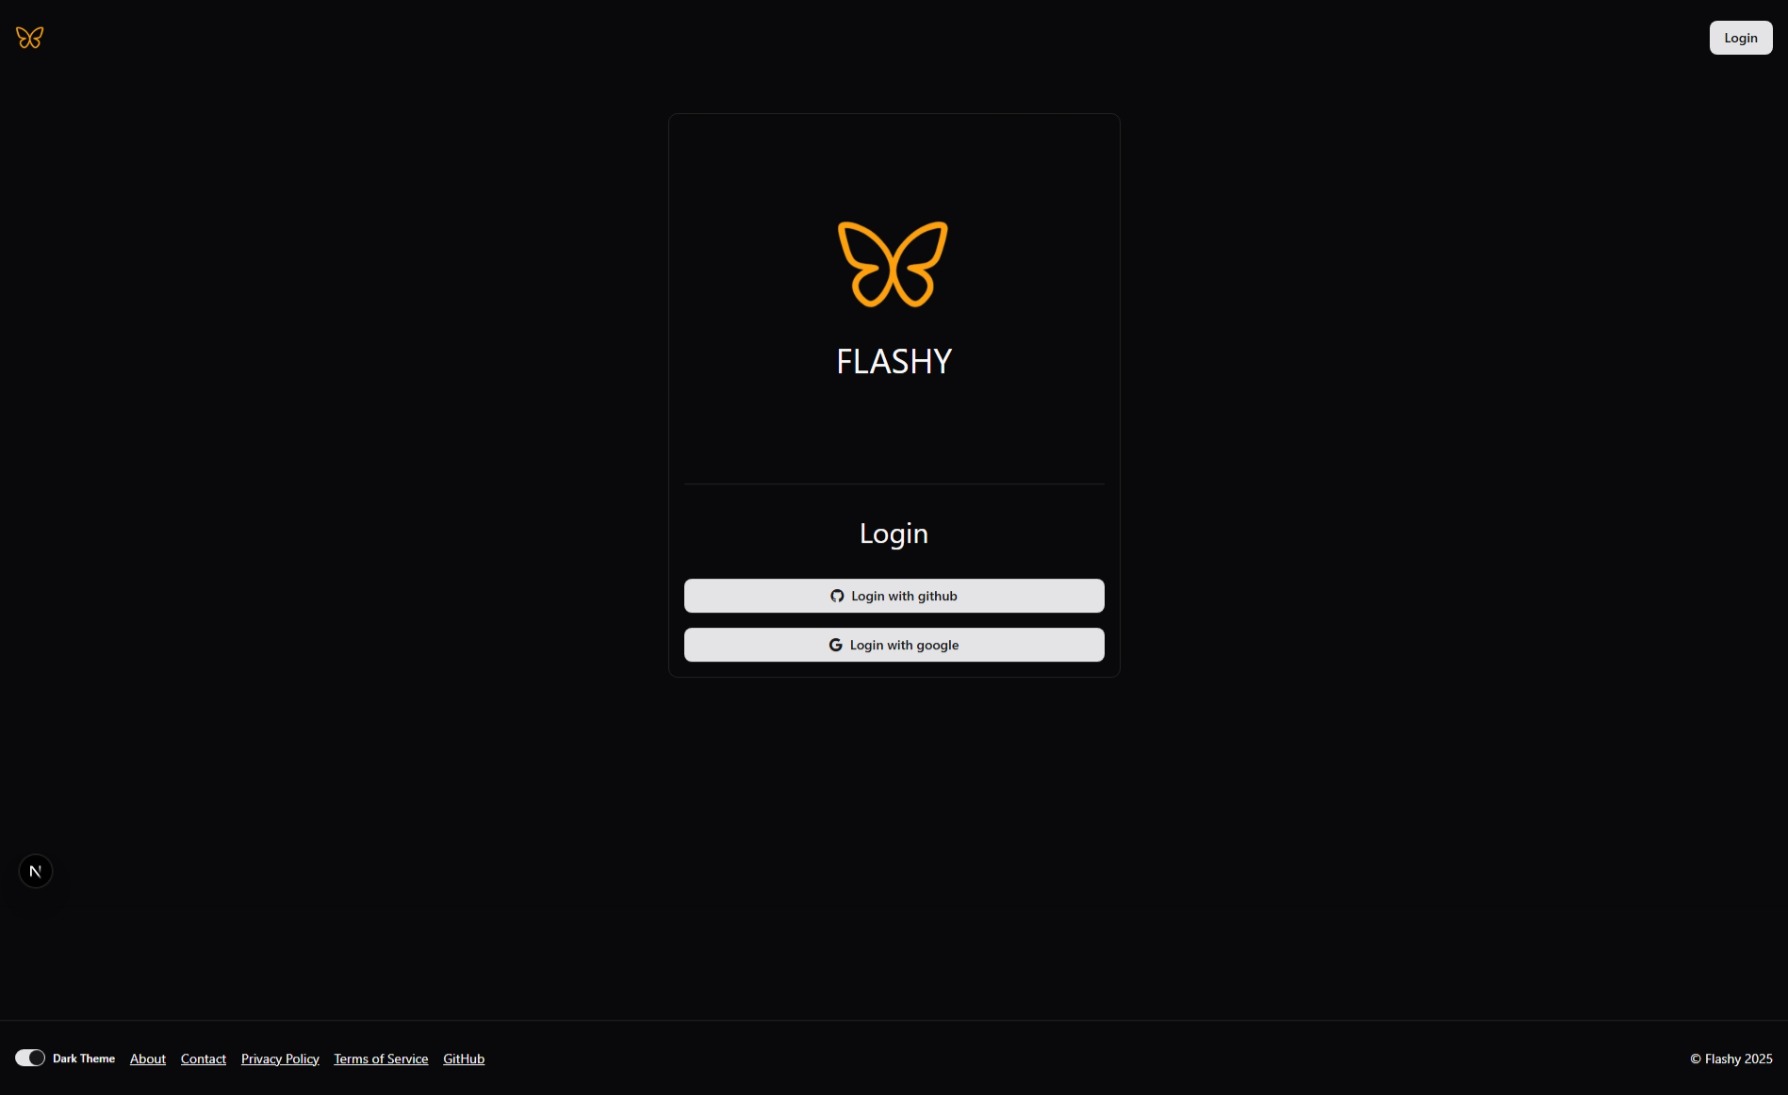 Login
FLASHY
Login
Login with github
Login with google
N
Dark Theme About Contact Privacy Policy Terms of Service GitHub
© Flashy 2025